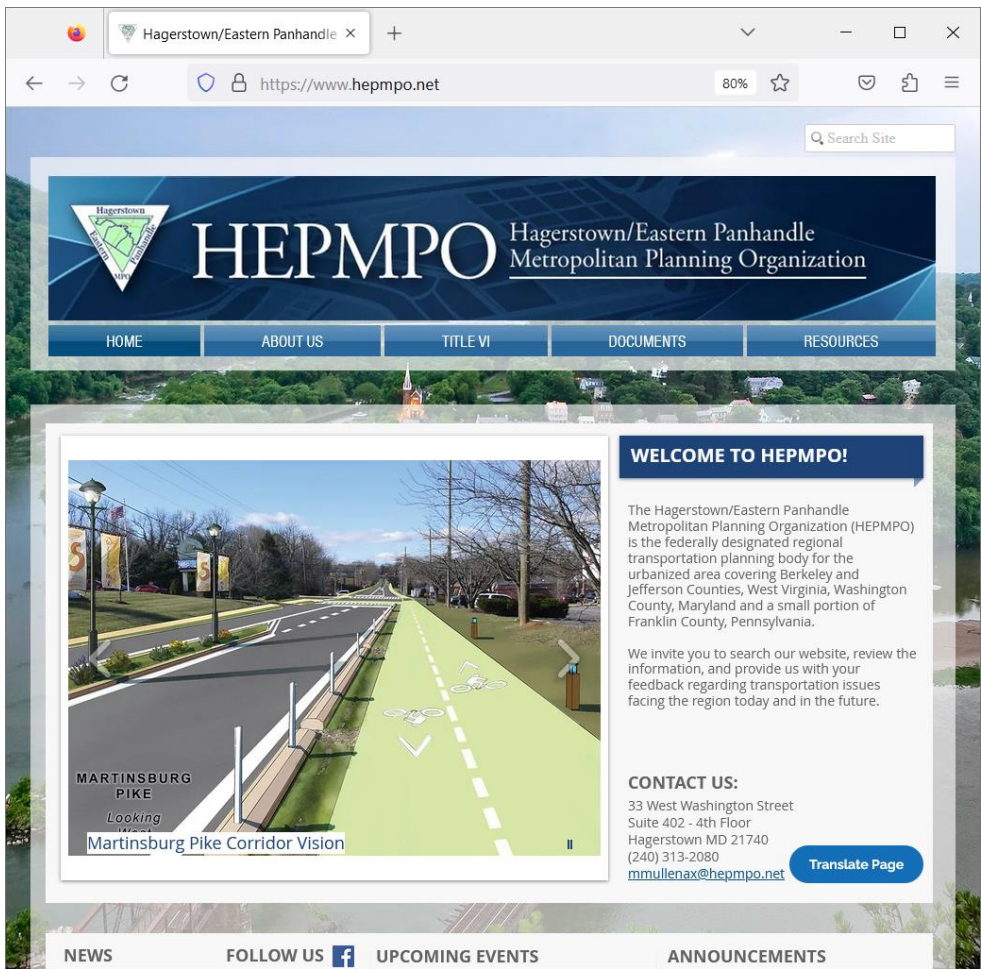 Hagerstown/Eastern Panhandle
https://www.hepmpo.net
80%
Search Site
Hagerstown
Eastern
Panhandle
MPO
HEPMPO
Hagerstown/Eastern Panhandle
Metropolitan Planning Organization
HOME
ABOUT US
TITLE VI
DOCUMENTS
RESOURCES
MARTINSBURG
PIKE
Looking
West
Martinsburg Pike Corridor Vision
WELCOME TO HEPMPO!
The Hagerstown/Eastern Panhandle
Metropolitan Planning Organization (HEPMPO)
is the federally designated regional
transportation planning body for the
urbanized area covering Berkeley and
Jefferson Counties, West Virginia, Washington
County, Maryland and a small portion of
Franklin County, Pennsylvania.
We invite you to search our website, review the
information, and provide us with your
feedback regarding transportation issues
facing the region today and in the future.
CONTACT US:
33 West Washington Street
Suite 402 - 4th Floor
Hagerstown MD 21740
(240) 313-2080
mmullenax@hepmpo.net
Translate Page
NEWS
FOLLOW US
UPCOMING EVENTS
ANNOUNCEMENTS